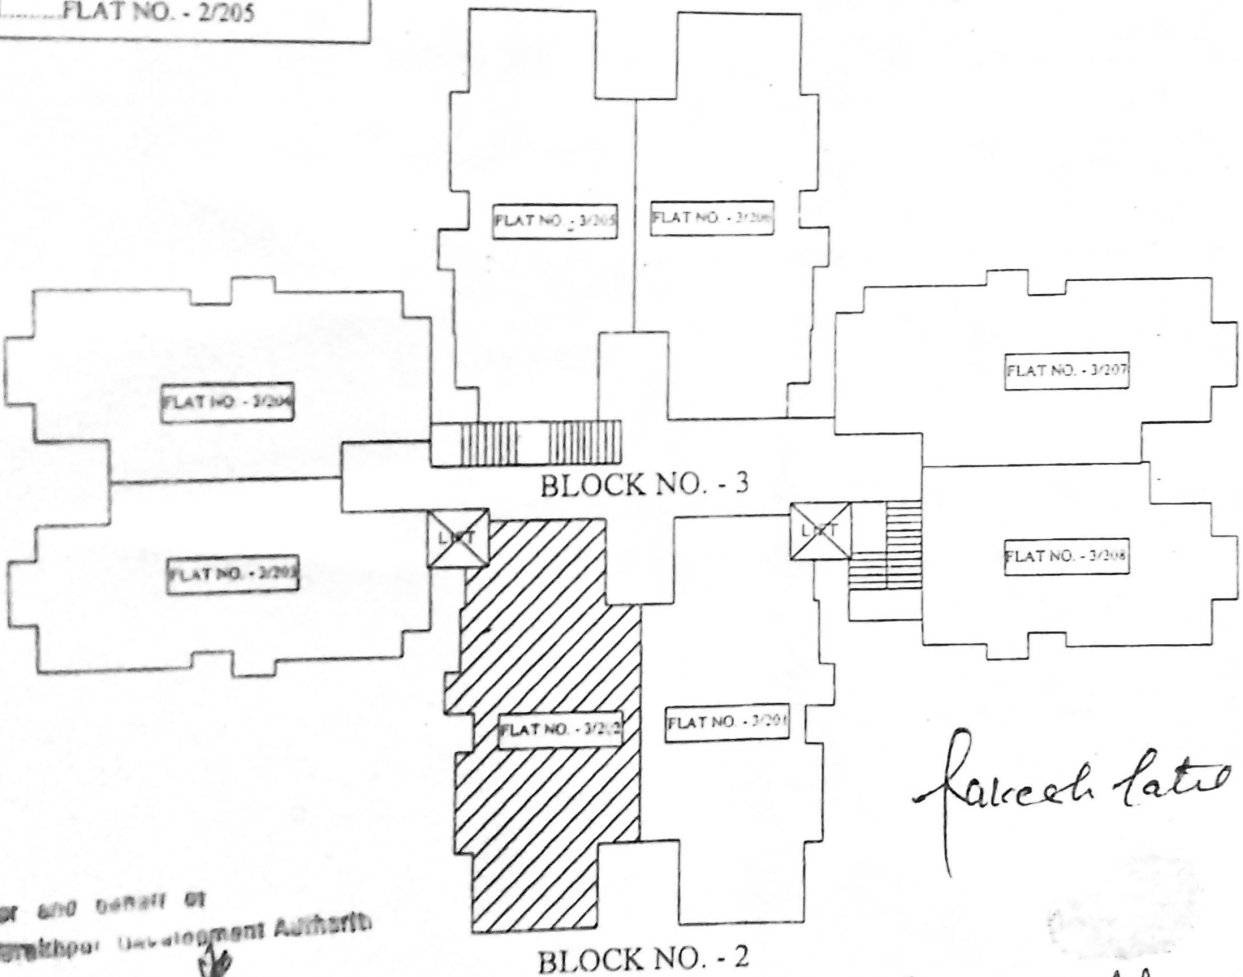 FLAT NO. - 2/205
FLAT NO. - 3/205
FLAT NO. - 3/206
FLAT NO. - 3/207
FLAT NO. - 3/204
BLOCK NO. - 3
LIFT
LIFT
FLAT NO. - 3/208
FLAT NO. - 3/203
FLAT NO. - 3/202
FLAT NO. - 3/201
and behalf of
Development Authority
BLOCK NO. - 2